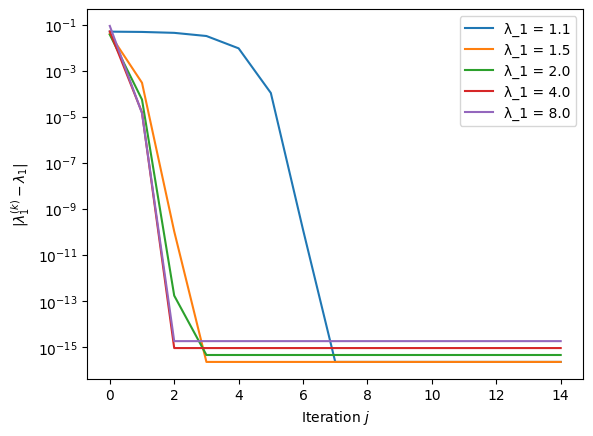 10⁻¹
10⁻³
10⁻⁵
10⁻⁷
10⁻⁹
10⁻¹¹
10⁻¹³
10⁻¹⁵
|λ₁⁽ᵏ⁾ − λ₁|
λ_1 = 1.1
λ_1 = 1.5
λ_1 = 2.0
λ_1 = 4.0
λ_1 = 8.0
0 2 4 6 8 10 12 14
Iteration j